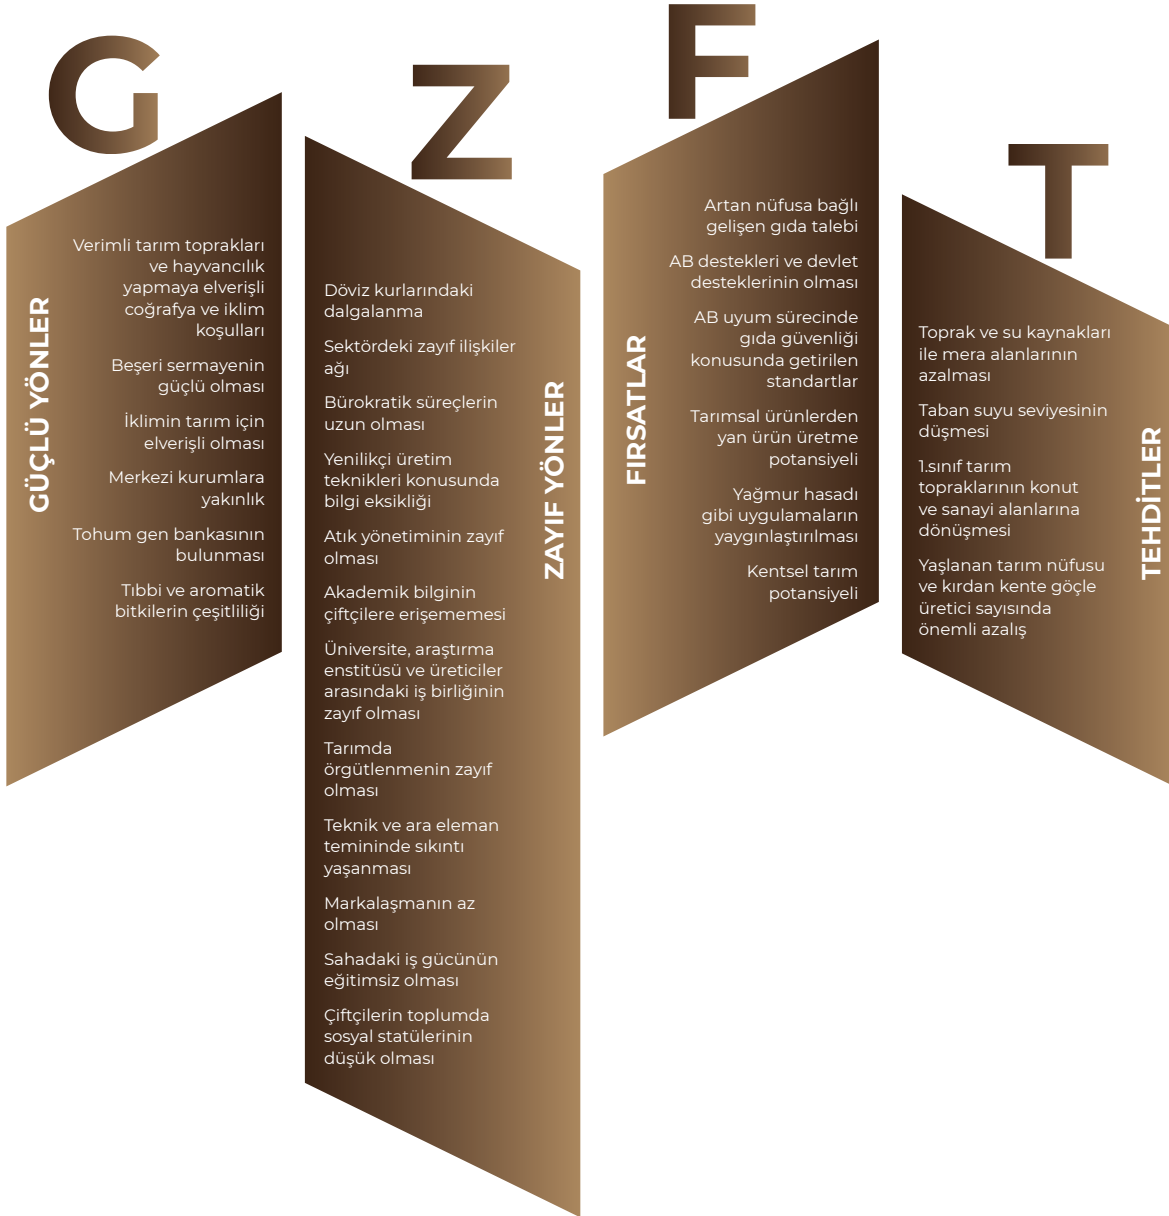 G
GÜÇLÜ YÖNLER
Verimli tarım toprakları
ve hayvancılık
yapmaya elverişli
coğrafya ve iklim
koşulları
Beşeri sermayenin
güçlü olması
İklimin tarım için
elverişli olması
Merkezi kurumlara
yakınlık
Tohum gen bankasının
bulunması
Tıbbi ve aromatik
bitkilerin çeşitliliği
Z
ZAYIF YÖNLER
Döviz kurlarındaki
dalgalanma
Sektördeki zayıf ilişkiler
ağı
Bürokratik süreçlerin
uzun olması
Yenilikçi üretim
teknikleri konusunda
bilgi eksikliği
Atık yönetiminin zayıf
olması
Akademik bilginin
çiftçilere erişememesi
Üniversite, araştırma
enstitüsü ve üreticiler
arasındaki iş birliğinin
zayıf olması
Tarımda
örgütlenmenin zayıf
olması
Teknik ve ara eleman
temininde sıkıntı
yaşanması
Markalaşmanın az
olması
Sahadaki iş gücünün
eğitimsiz olması
Çiftçilerin toplumda
sosyal statülerinin
düşük olması
F
FIRSATLAR
Artan nüfusa bağlı
gelişen gıda talebi
AB destekleri ve devlet
desteklerinin olması
AB uyum sürecinde
gıda güvenliği
konusunda getirilen
standartlar
Tarımsal ürünlerden
yan ürün üretme
potansiyeli
Yağmur hasadı
gibi uygulamaların
yaygınlaştırılması
Kentsel tarım
potansiyeli
T
TEHDİTLER
Toprak ve su kaynakları
ile mera alanlarının
azalması
Taban suyu seviyesinin
düşmesi
1.sınıf tarım
topraklarının konut
ve sanayi alanlarına
dönüşmesi
Yaşlanan tarım nüfusu
ve kırdan kente göçle
üretici sayısında
önemli azalış